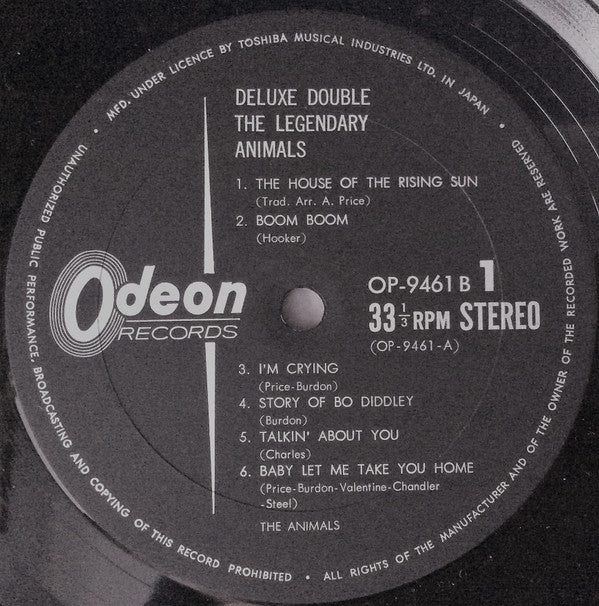 MFD. UNDER LICENCE BY TOSHIBA MUSICAL INDUSTRIES LTD. IN JAPAN •
DELUXE DOUBLE
THE LEGENDARY
ANIMALS
1. THE HOUSE OF THE RISING SUN
(Trad. Arr. A. Price)
2. BOOM BOOM
(Hooker)
Odeon
RECORDS
OP-9461 B 1
33 1/3 RPM STEREO
(OP-9461-A)
3. I'M CRYING
(Price-Burdon)
4. STORY OF BO DIDDLEY
(Burdon)
5. TALKIN' ABOUT YOU
(Charles)
6. BABY LET ME TAKE YOU HOME
(Price-Burdon-Valentine-Chandler
-Steel)
THE ANIMALS
UNAUTHORIZED PUBLIC PERFORMANCE, BROADCASTING AND COPYING OF THIS RECORD PROHIBITED •
ALL RIGHTS OF THE MANUFACTURER AND OF THE OWNER OF THE RECORDED WORK ARE RESERVED